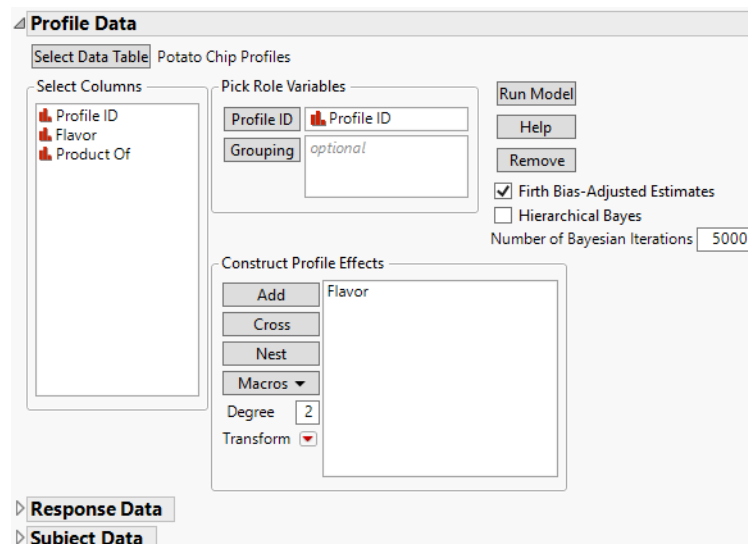 Profile Data
Select Data Table Potato Chip Profiles
Select Columns
Profile ID
Flavor
Product Of
Pick Role Variables
Profile ID Profile ID
Grouping optional
Run Model
Help
Remove
Firth Bias-Adjusted Estimates
Hierarchical Bayes
Number of Bayesian Iterations 5000
Construct Profile Effects
Add Flavor
Cross
Nest
Macros
Degree 2
Transform
Response Data
Subject Data